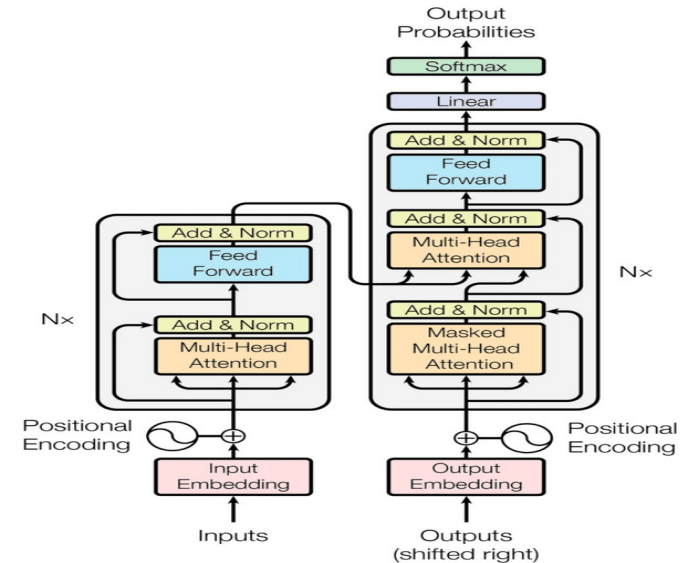 Output
Probabilities
Softmax
Linear
Add & Norm
Feed
Forward
Add & Norm
Multi-Head
Attention
Add & Norm
Masked
Multi-Head
Attention
Nx
Positional
Encoding
Output
Embedding
Outputs
(shifted right)
Add & Norm
Feed
Forward
Add & Norm
Multi-Head
Attention
Nx
Positional
Encoding
Input
Embedding
Inputs